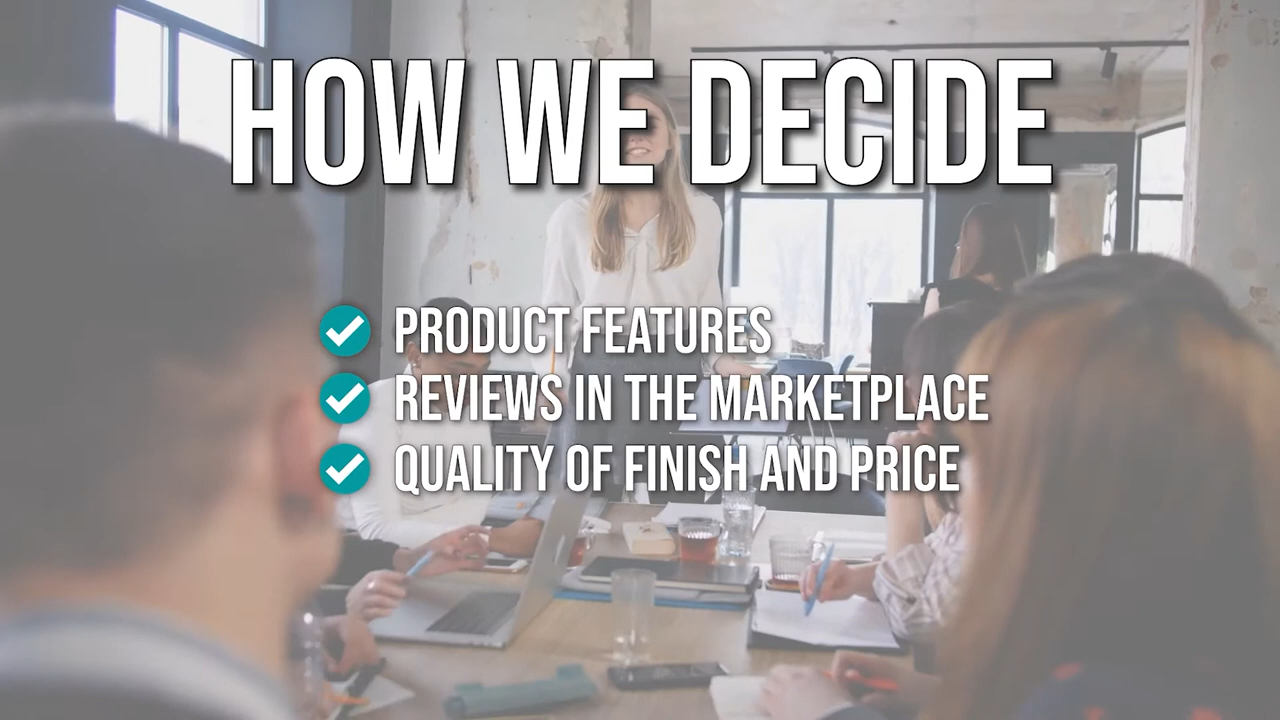 HOW WE DECIDE
PRODUCT FEATURES
REVIEWS IN THE MARKETPLACE
QUALITY OF FINISH AND PRICE